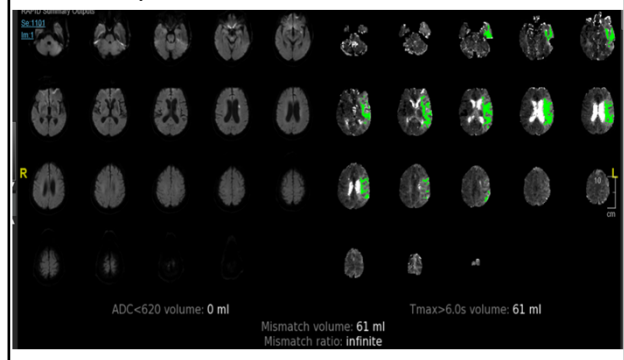 RAPID Summary Outputs
Se:1101
Im:1
R
L
10
cm
ADC<620 volume: 0 ml
Tmax>6.0s volume: 61 ml
Mismatch volume: 61 ml
Mismatch ratio: infinite